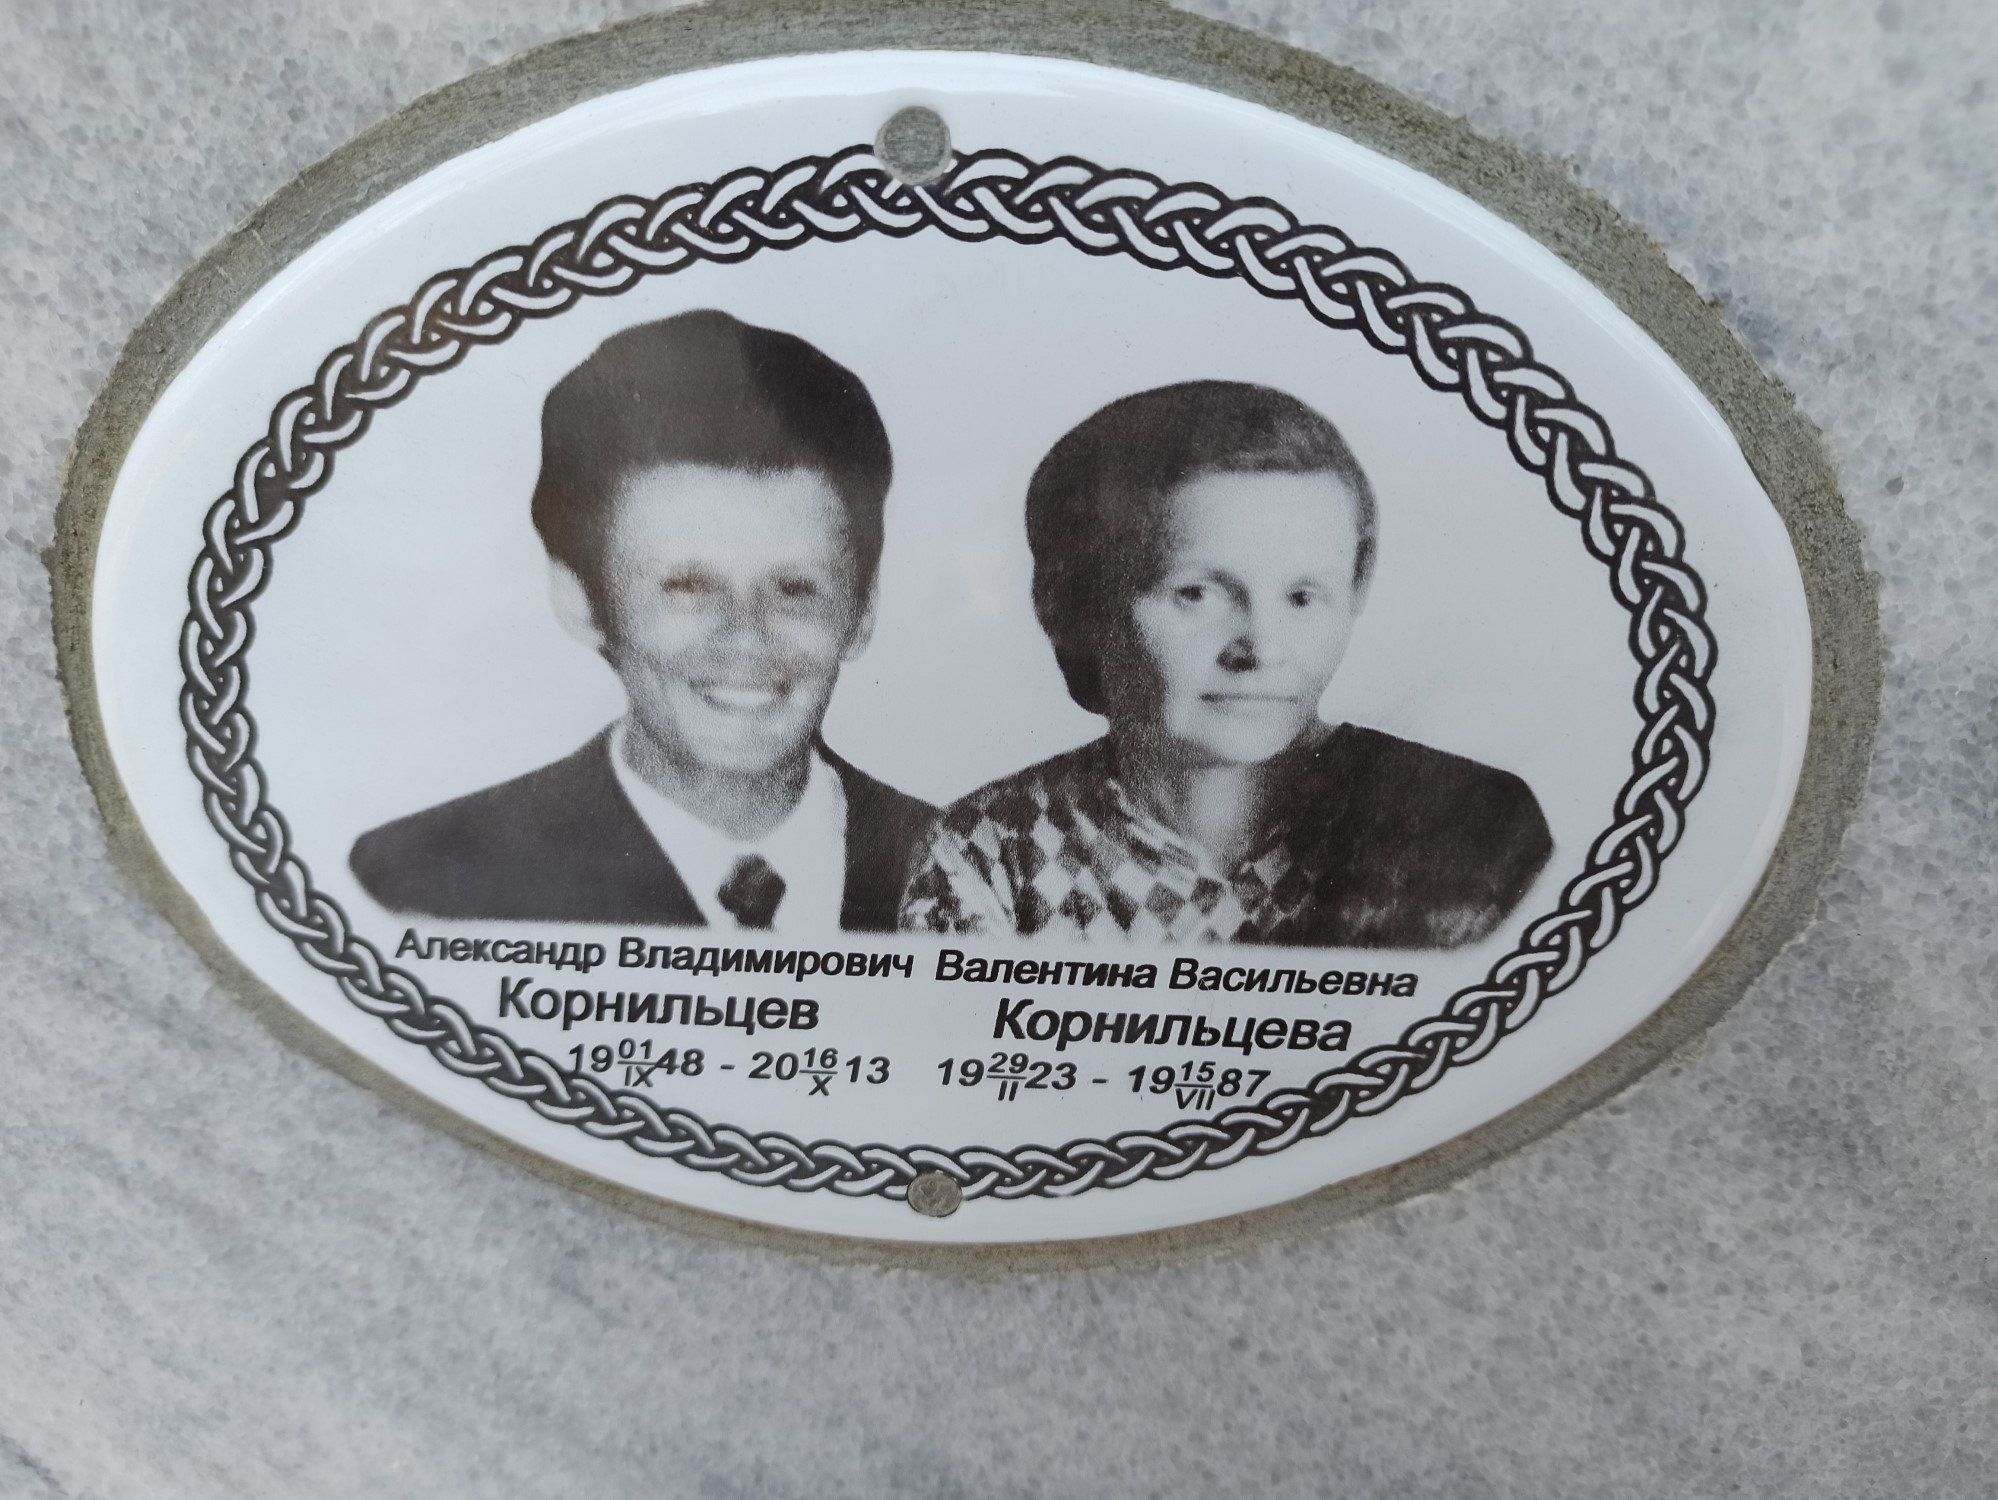 Александр Владимирович Валентина Васильевна
Корнильцев Корнильцева
19 01/IX 48 - 20 16/X 13 19 29/II 23 - 19 15/VII 87